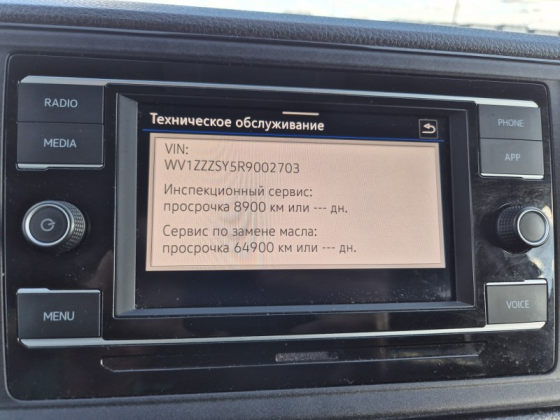 RADIO
MEDIA
MENU
Техническое обслуживание
VIN:
WV1ZZZSY5R9002703
Инспекционный сервис:
просрочка 8900 км или --- дн.
Сервис по замене масла:
просрочка 64900 км или --- дн.
PHONE
APP
VOICE